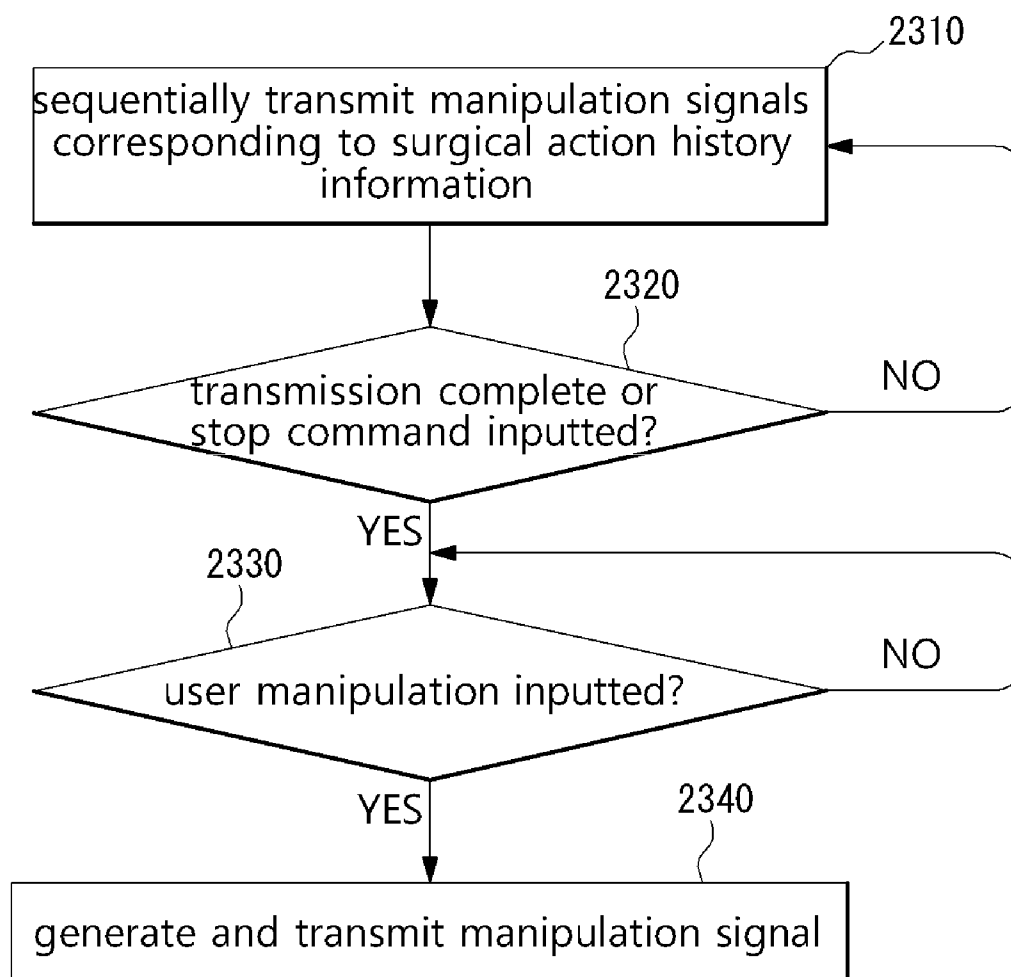 2310
sequentially transmit manipulation signals
corresponding to surgical action history
information
2320
transmission complete or
stop command inputted?
NO
YES
2330
user manipulation inputted?
NO
YES
2340
generate and transmit manipulation signal